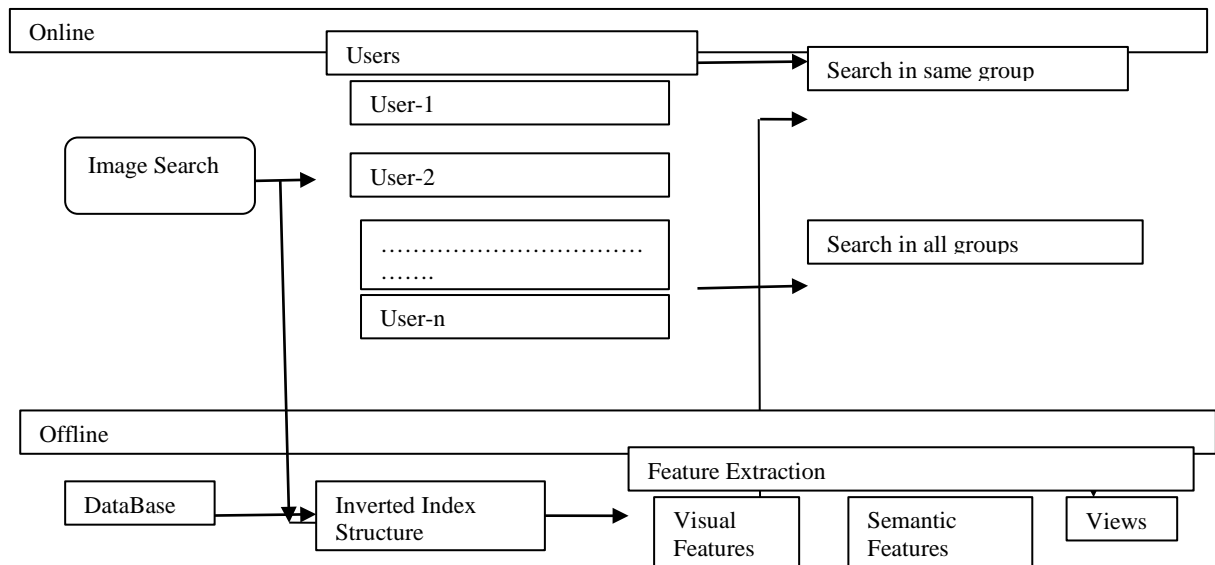 Online
Users
Search in same group
User-1
Image Search
User-2
……………………………
…….
Search in all groups
User-n
Offline
Feature Extraction
DataBase
Inverted Index
Structure
Visual
Features
Semantic
Features
Views